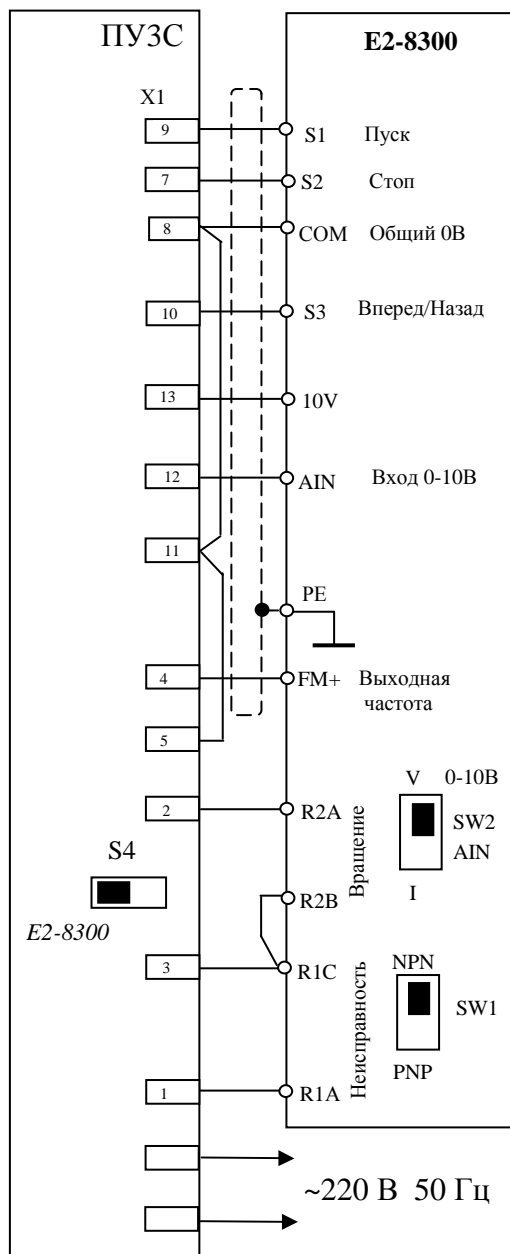 ПУ3С
E2-8300
X1
9
S1
Пуск
7
S2
Стоп
8
COM
Общий 0В
10
S3
Вперед/Назад
13
10V
12
AIN
Вход 0-10В
11
PE
4
FM+
Выходная
частота
5
V
0-10В
2
R2A
SW2
AIN
Вращение
S4
I
R2B
E2-8300
3
R1C
NPN
SW1
Неисправность
PNP
1
R1A
~220 В 50 Гц